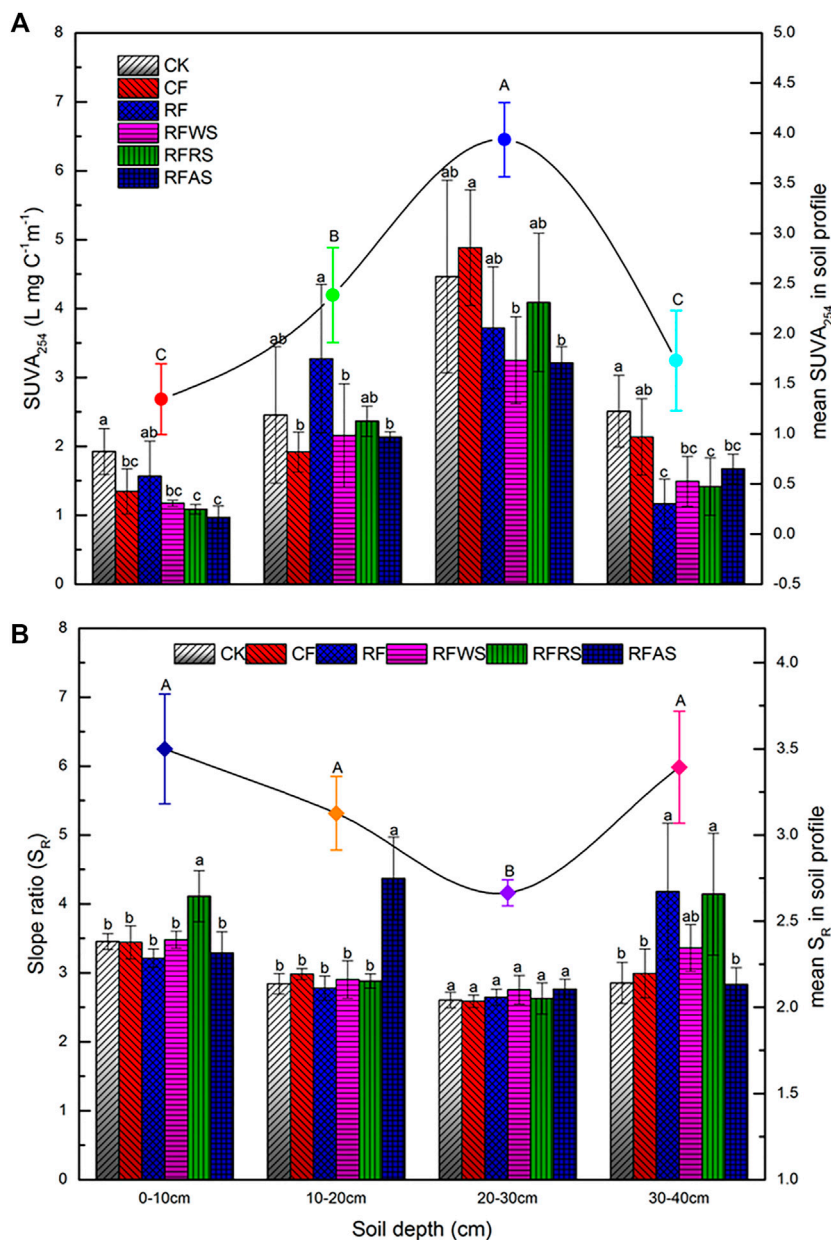 A
8
7
6
5
4
3
2
1
0
SUVA254 (L mg C-1m-1)
CK
CF
RF
RFWS
RFRS
RFAS
C
B
A
C
a
bc
ab
bc
c
c
ab
b
a
b
ab
b
ab
a
ab
b
ab
b
a
ab
c
bc
c
bc
5.0
4.5
4.0
3.5
3.0
2.5
2.0
1.5
1.0
0.5
0.0
-0.5
mean SUVA254 in soil profile
B
8
7
6
5
4
3
2
1
0
Slope ratio (SR)
CK CF RF RFWS RFRS RFAS
A
A
B
A
b
b
b
b
a
b
b
b
b
b
b
a
a
a
a
a
a
a
b
b
a
ab
a
b
4.0
3.5
3.0
2.5
2.0
1.5
1.0
mean SR in soil profile
0-10cm 10-20cm 20-30cm 30-40cm
Soil depth (cm)